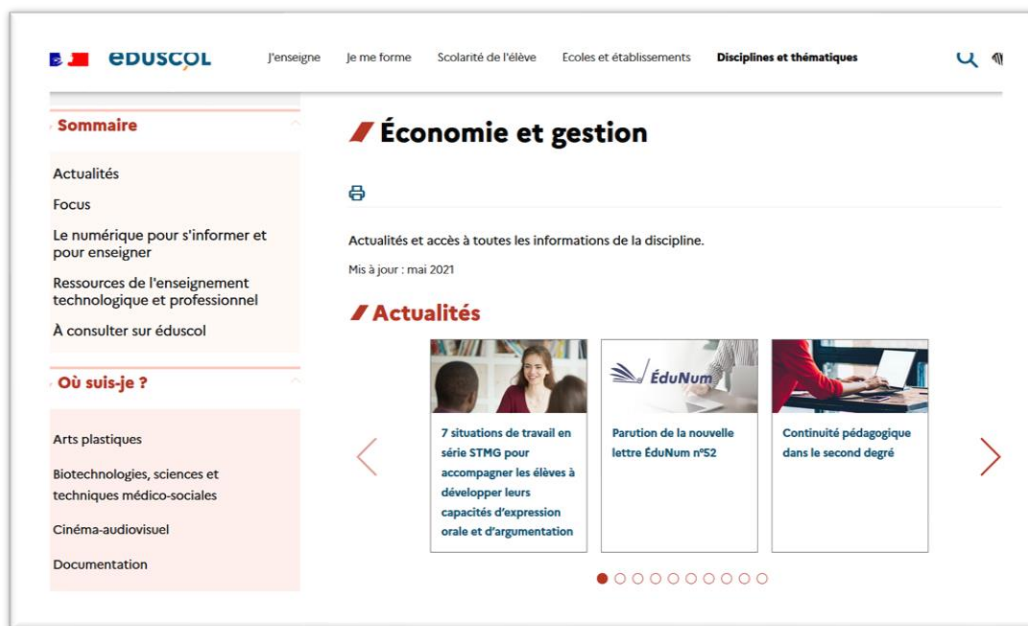 éduscol
J'enseigne
Je me forme
Scolarité de l'élève
Ecoles et établissements
Disciplines et thématiques
Sommaire
Actualités
Focus
Le numérique pour s'informer et
pour enseigner
Ressources de l'enseignement
technologique et professionnel
À consulter sur éduscol
Où suis-je ?
Arts plastiques
Biotechnologies, sciences et
techniques médico-sociales
Cinéma-audiovisuel
Documentation
Économie et gestion
Actualités et accès à toutes les informations de la discipline.
Mis à jour : mai 2021
Actualités
7 situations de travail en
série STMG pour
accompagner les élèves à
développer leurs
capacités d'expression
orale et d'argumentation
ÉduNum
Parution de la nouvelle
lettre ÉduNum n°52
Continuité pédagogique
dans le second degré